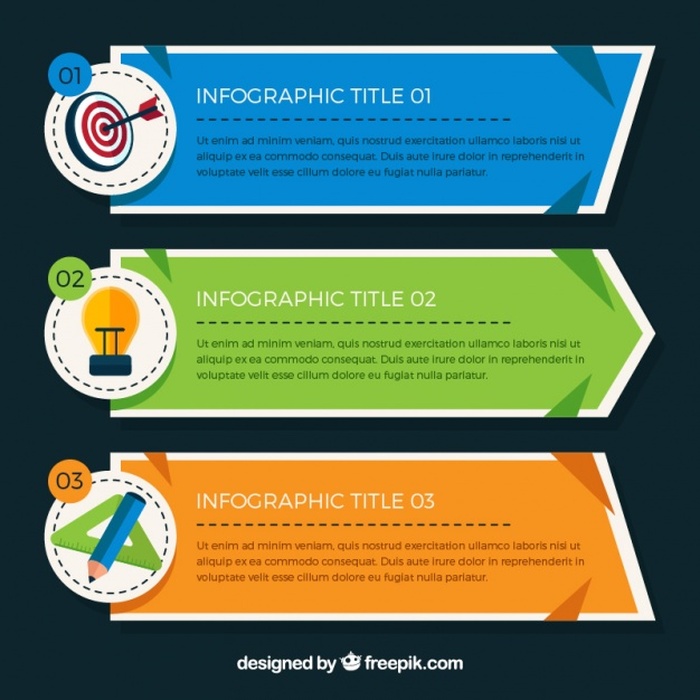 01
INFOGRAPHIC TITLE 01
Ut enim ad minim veniam, quis nostrud exercitation ullamco laboris nisi ut
aliquip ex ea commodo consequat. Duis aute irure dolor in reprehenderit in
voluptate velit esse cillum dolore eu fugiat nulla pariatur.
02
INFOGRAPHIC TITLE 02
Ut enim ad minim veniam, quis nostrud exercitation ullamco laboris nisi ut
aliquip ex ea commodo consequat. Duis aute irure dolor in reprehenderit in
voluptate velit esse cillum dolore eu fugiat nulla pariatur.
03
INFOGRAPHIC TITLE 03
Ut enim ad minim veniam, quis nostrud exercitation ullamco laboris nisi ut
aliquip ex ea commodo consequat. Duis aute irure dolor in reprehenderit in
voluptate velit esse cillum dolore eu fugiat nulla pariatur.
designed by freepik.com